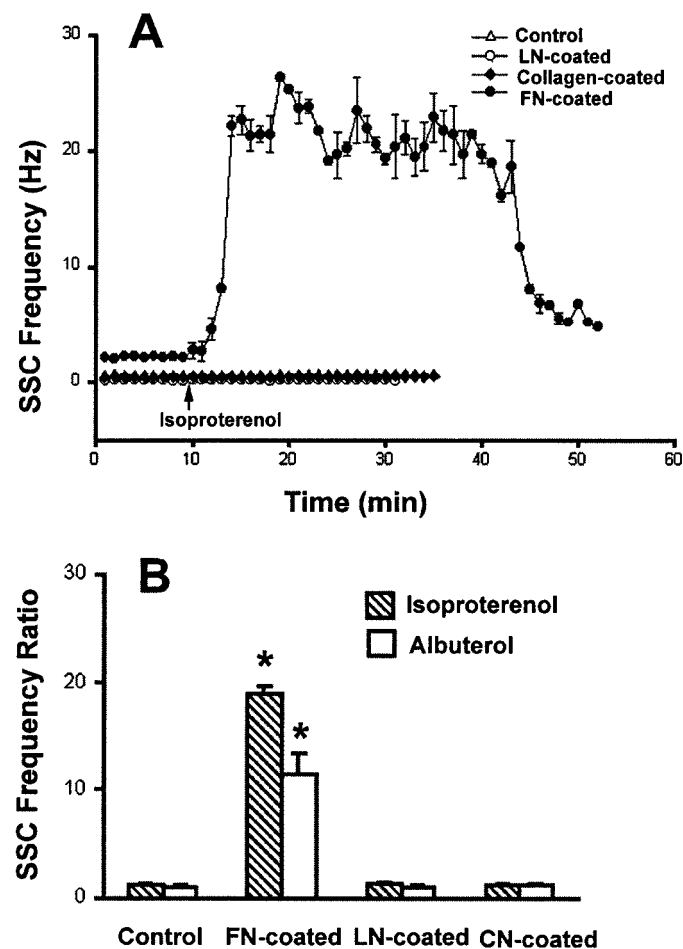 A
30
20
10
0
SSC Frequency (Hz)
Control
LN-coated
Collagen-coated
FN-coated
Isoproterenol
0 10 20 30 40 50 60
Time (min)
B
30
20
10
0
SSC Frequency Ratio
Isoproterenol
Albuterol
*
*
Control FN-coated LN-coated CN-coated